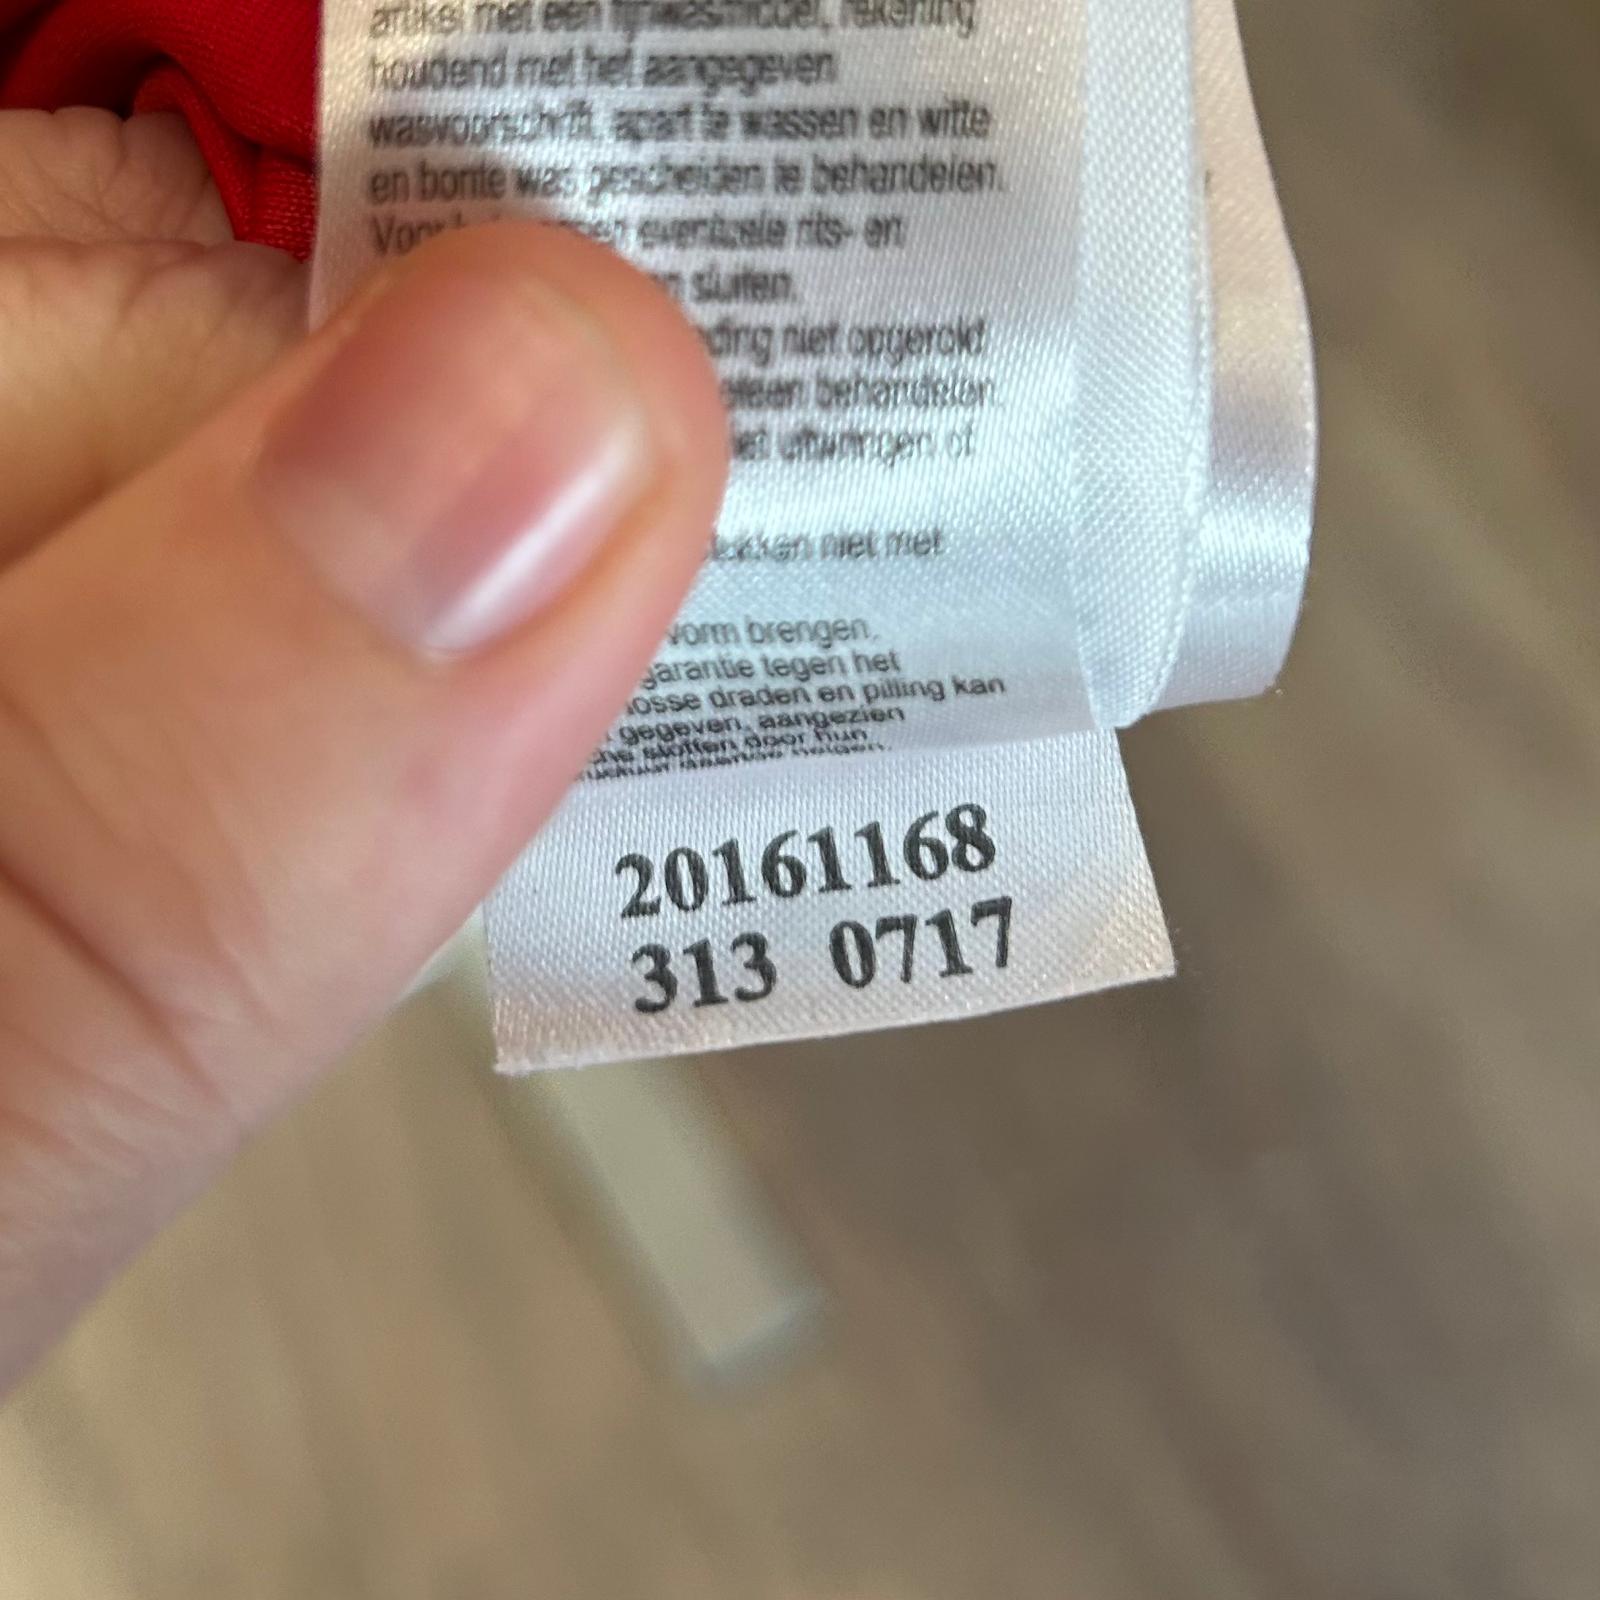 artikel met een fijnwasmiddel, rekening
houdend met het aangegeven
wasvoorschrift, apart te wassen en witte
en bonte was gescheiden te behandelen.
Voor eventuele rits- en
sluiten.
niet opgerold
behandelen.
uitwringen of
niet met
vorm brengen.
garantie tegen het
losse draden en pilling kan
gegeven, aangezien
stoffen door hun
neigen.
20161168
313 0717